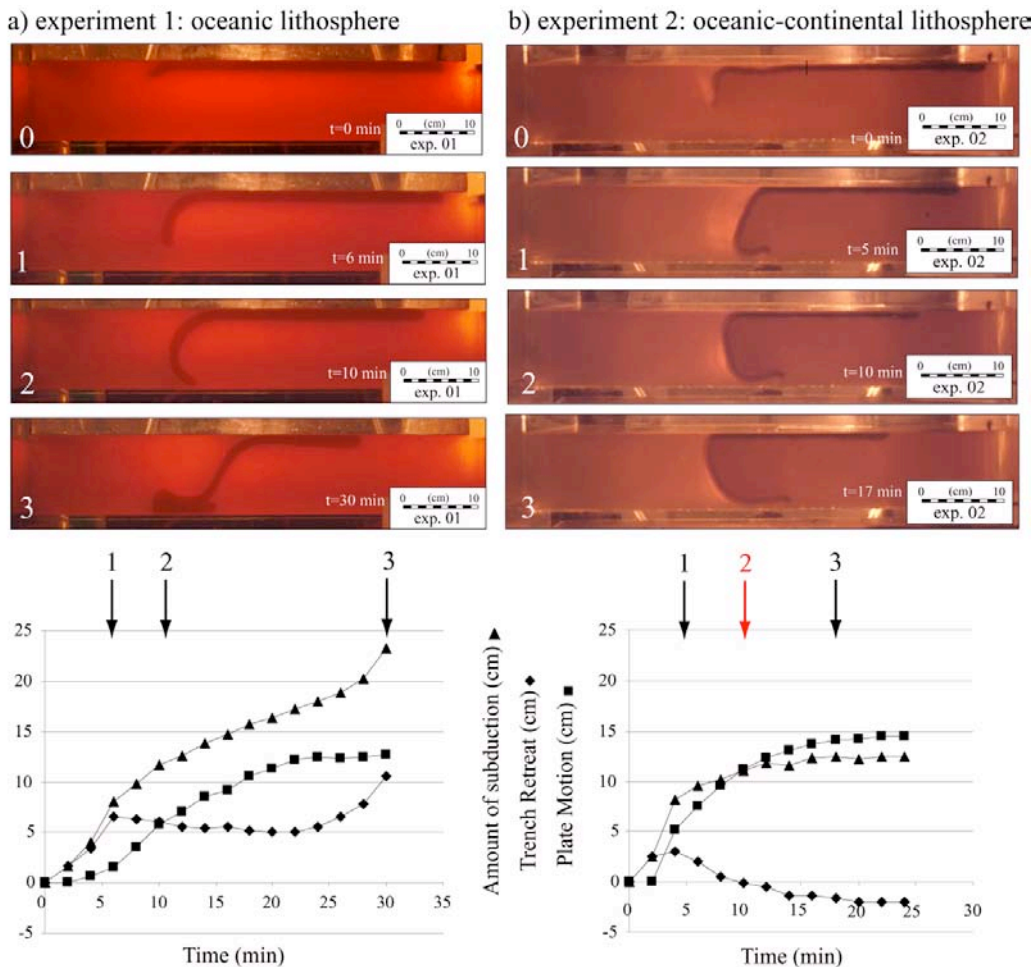 a) experiment 1: oceanic lithosphere
0
t=0 min
0 (cm) 10
exp. 01
1
t=6 min
0 (cm) 10
exp. 01
2
t=10 min
0 (cm) 10
exp. 01
3
t=30 min
0 (cm) 10
exp. 01
b) experiment 2: oceanic-continental lithosphere
0
t=0 min
0 (cm) 10
exp. 02
1
t=5 min
0 (cm) 10
exp. 02
2
t=10 min
0 (cm) 10
exp. 02
3
t=17 min
0 (cm) 10
exp. 02
1 2 3
25
20
15
10
5
0
-5
0 5 10 15 20 25 30 35
Time (min)
Amount of subduction (cm)
Trench Retreat (cm)
Plate Motion (cm)
1 2 3
25
20
15
10
5
0
-5
0 5 10 15 20 25 30
Time (min)